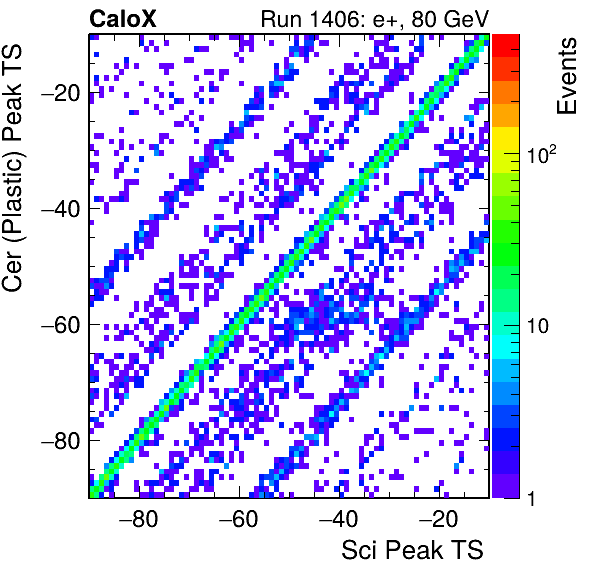 CaloX Run 1406: e+, 80 GeV
Cer (Plastic) Peak TS
−20
−40
−60
−80
−80 −60 −40 −20
Sci Peak TS
Events
10²
10
1